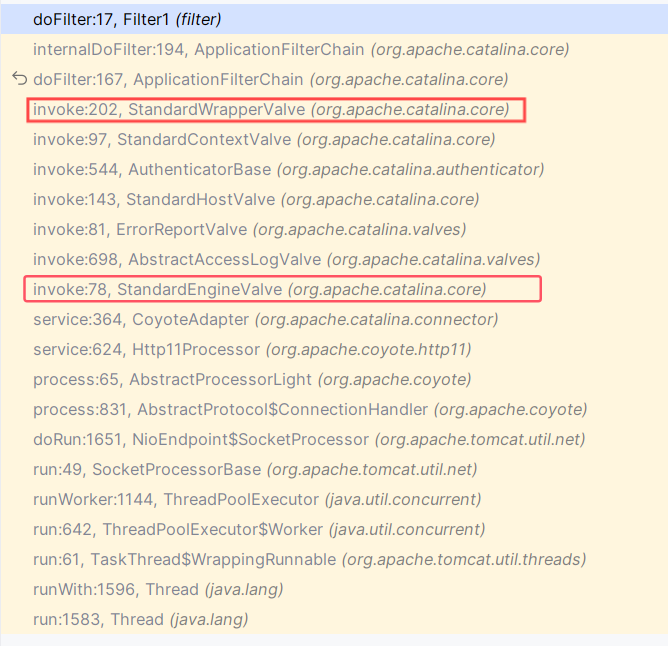 doFilter:17, Filter1 (filter)
internalDoFilter:194, ApplicationFilterChain (org.apache.catalina.core)
doFilter:167, ApplicationFilterChain (org.apache.catalina.core)
invoke:202, StandardWrapperValve (org.apache.catalina.core)
invoke:97, StandardContextValve (org.apache.catalina.core)
invoke:544, AuthenticatorBase (org.apache.catalina.authenticator)
invoke:143, StandardHostValve (org.apache.catalina.core)
invoke:81, ErrorReportValve (org.apache.catalina.valves)
invoke:698, AbstractAccessLogValve (org.apache.catalina.valves)
invoke:78, StandardEngineValve (org.apache.catalina.core)
service:364, CoyoteAdapter (org.apache.catalina.connector)
service:624, Http11Processor (org.apache.coyote.http11)
process:65, AbstractProcessorLight (org.apache.coyote)
process:831, AbstractProtocol$ConnectionHandler (org.apache.coyote)
doRun:1651, NioEndpoint$SocketProcessor (org.apache.tomcat.util.net)
run:49, SocketProcessorBase (org.apache.tomcat.util.net)
runWorker:1144, ThreadPoolExecutor (java.util.concurrent)
run:642, ThreadPoolExecutor$Worker (java.util.concurrent)
run:61, TaskThread$WrappingRunnable (org.apache.tomcat.util.threads)
runWith:1596, Thread (java.lang)
run:1583, Thread (java.lang)